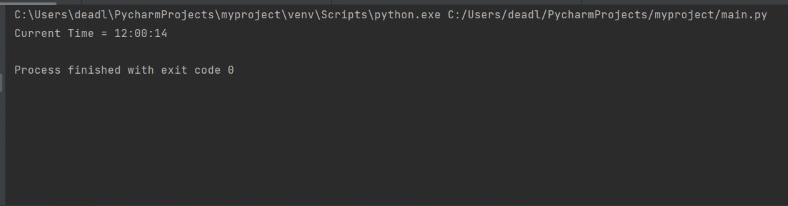 C:\Users\deadl\PycharmProjects\myproject\venv\Scripts\python.exe C:/Users/deadl/PycharmProjects/myproject/main.py
Current Time = 12:00:14
Process finished with exit code 0